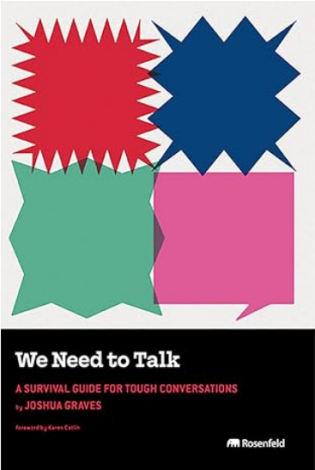 We Need to Talk
A SURVIVAL GUIDE FOR TOUGH CONVERSATIONS
by JOSHUA GRAVES
foreword by Karen Catlin
Rosenfeld